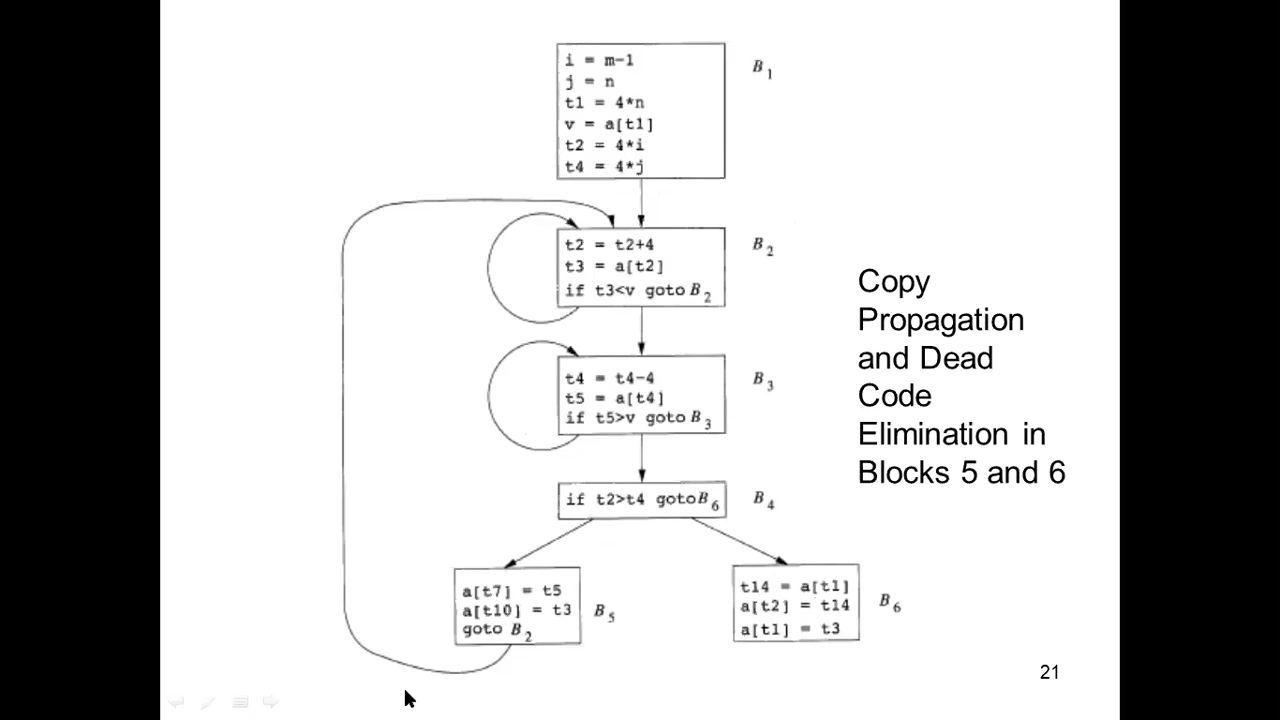 i = m-1
j = n
t1 = 4*n
v = a[t1]
t2 = 4*i
t4 = 4*j
B1
t2 = t2+4
t3 = a[t2]
if t3<v goto B2
B2
t4 = t4-4
t5 = a[t4]
if t5>v goto B3
B3
if t2>t4 goto B6
B4
a[t7] = t5
a[t10] = t3
goto B2
B5
t14 = a[t1]
a[t2] = t14
a[t1] = t3
B6
Copy
Propagation
and Dead
Code
Elimination in
Blocks 5 and 6
21